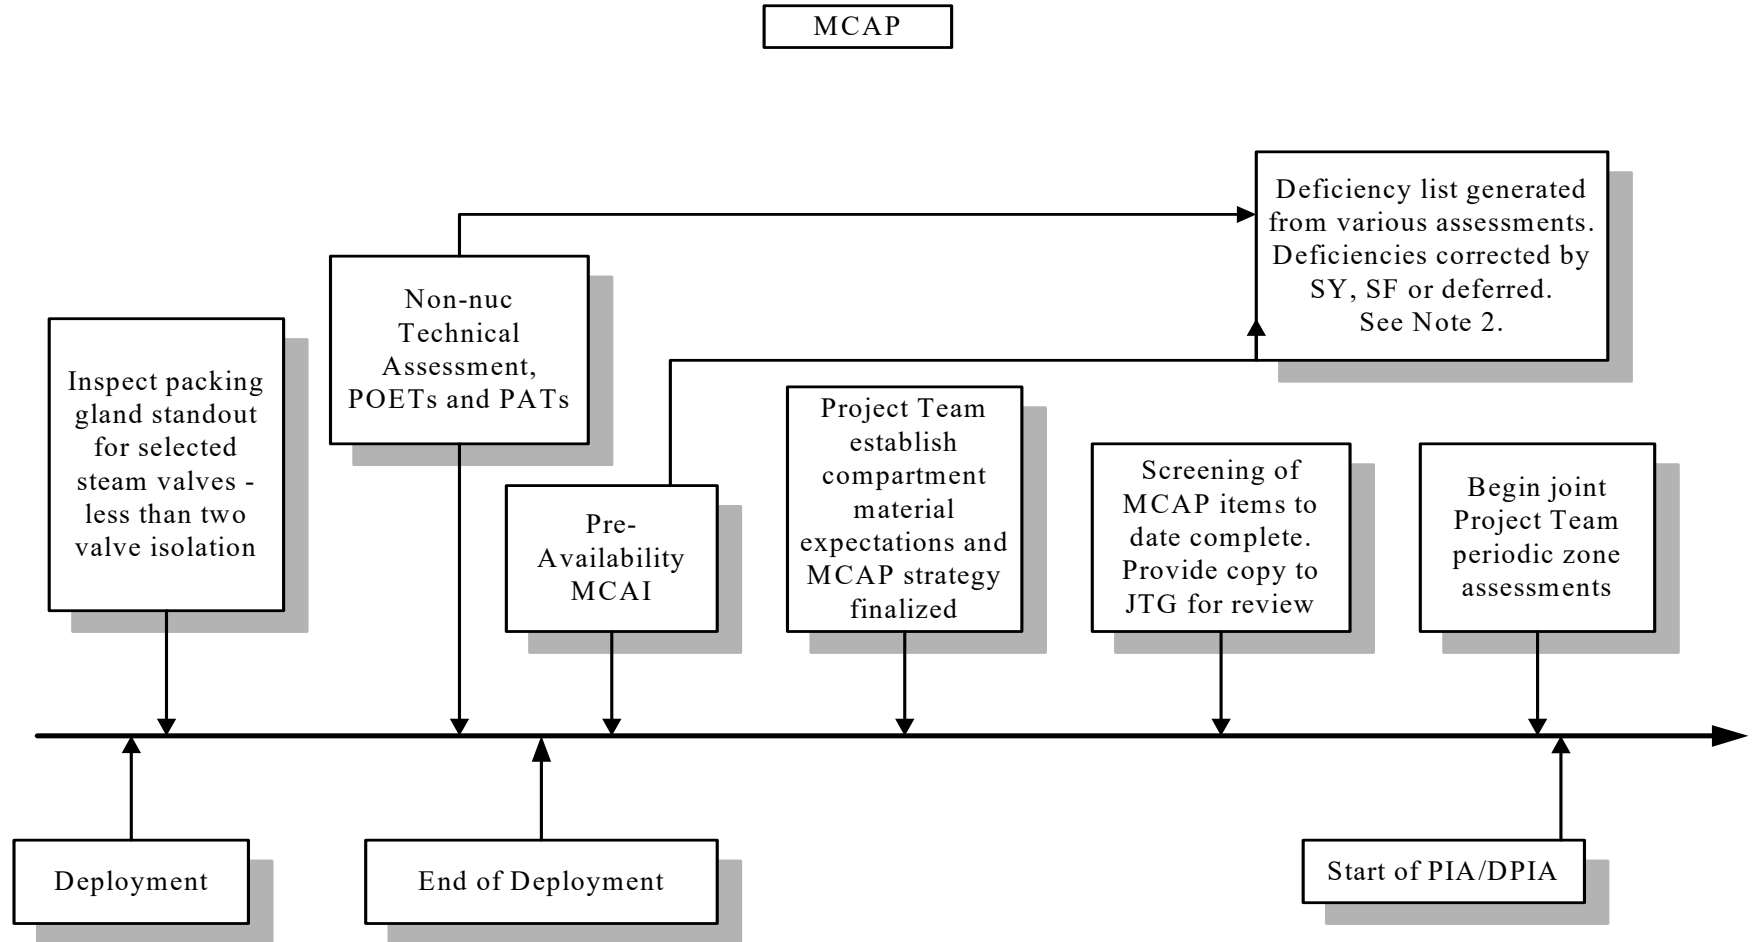 MCAP
Deficiency list generated
from various assessments.
Deficiencies corrected by
SY, SF or deferred.
See Note 2.
Non-nuc
Technical
Assessment,
POETs and PATs
Inspect packing
gland standout
for selected
steam valves -
less than two
valve isolation
Pre-
Availability
MCAI
Project Team
establish
compartment
material
expectations and
MCAP strategy
finalized
Screening of
MCAP items to
date complete.
Provide copy to
JTG for review
Begin joint
Project Team
periodic zone
assessments
Deployment
End of Deployment
Start of PIA/DPIA